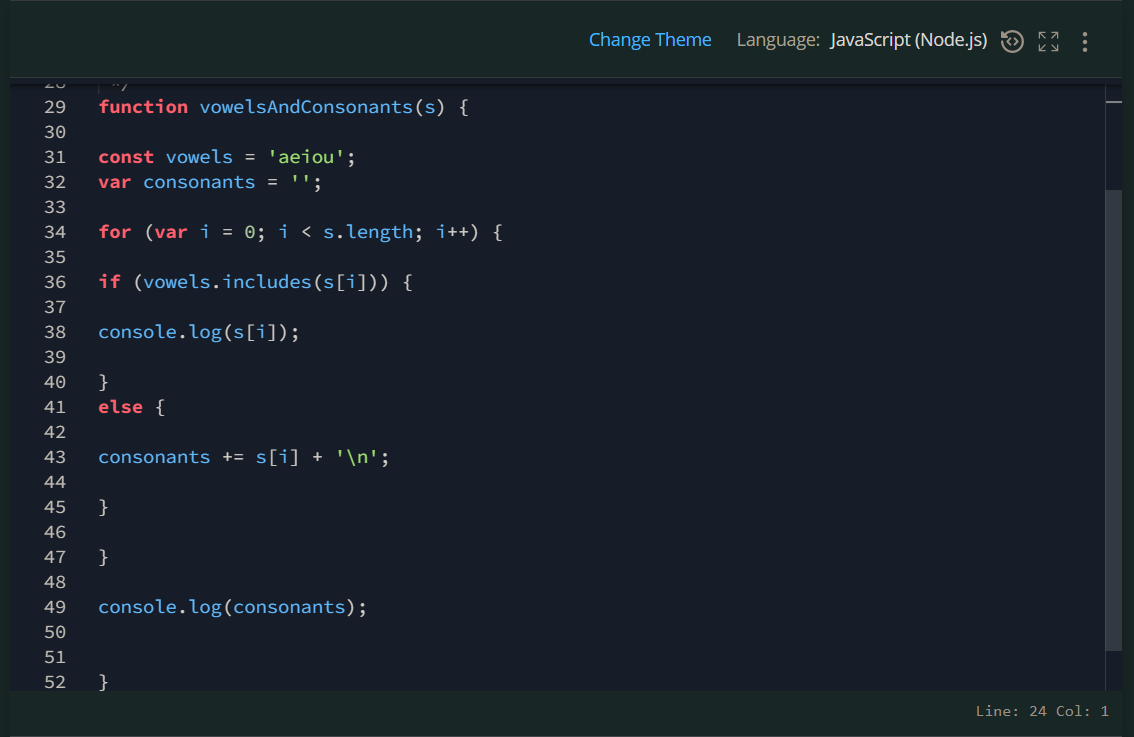 Change Theme Language: JavaScript (Node.js)
28 */
29 function vowelsAndConsonants(s) {
30
31 const vowels = 'aeiou';
32 var consonants = '';
33
34 for (var i = 0; i < s.length; i++) {
35
36 if (vowels.includes(s[i])) {
37
38 console.log(s[i]);
39
40 }
41 else {
42
43 consonants += s[i] + '\n';
44
45 }
46
47 }
48
49 console.log(consonants);
50
51
52 }
Line: 24 Col: 1